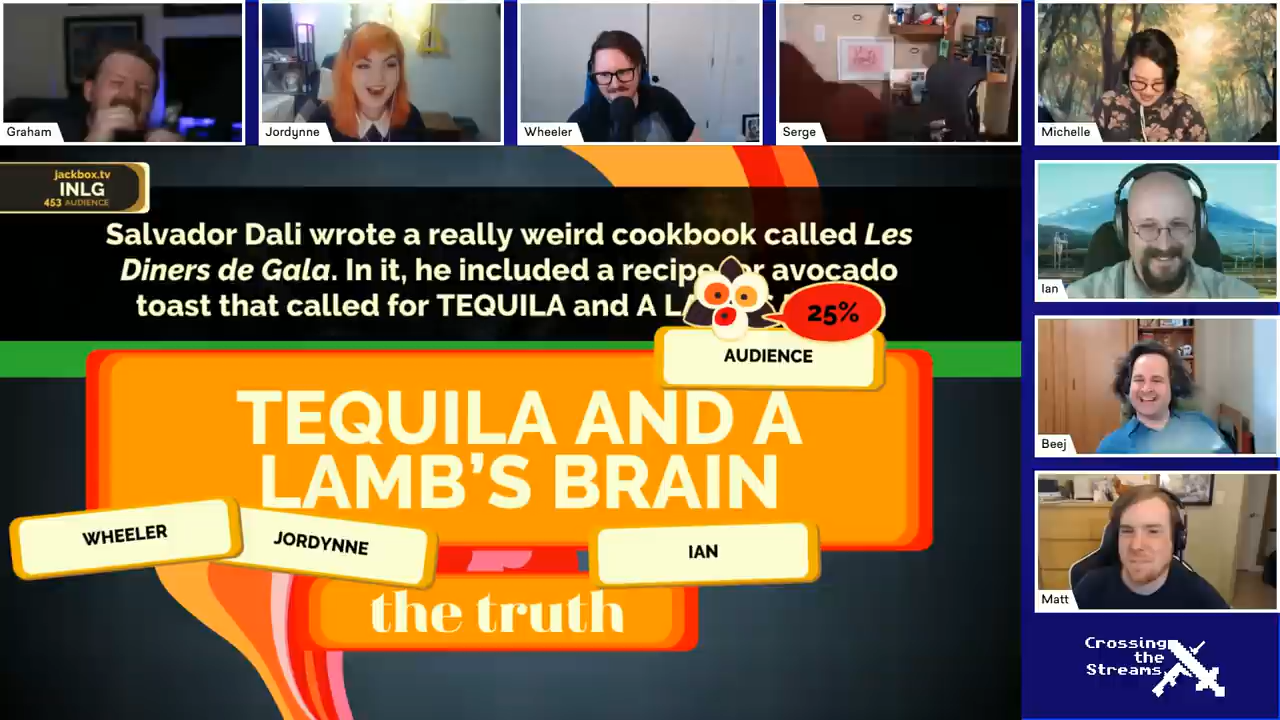 Graham
Jordynne
Wheeler
Serge
Michelle
jackbox.tv
INLG
453 AUDIENCE
Salvador Dali wrote a really weird cookbook called Les
Diners de Gala. In it, he included a recipe avocado
toast that called for TEQUILA and A
25%
AUDIENCE
TEQUILA AND A
LAMB'S BRAIN
WHEELER
JORDYNNE
IAN
the truth
Ian
Beej
Matt
Crossing
the
Streams